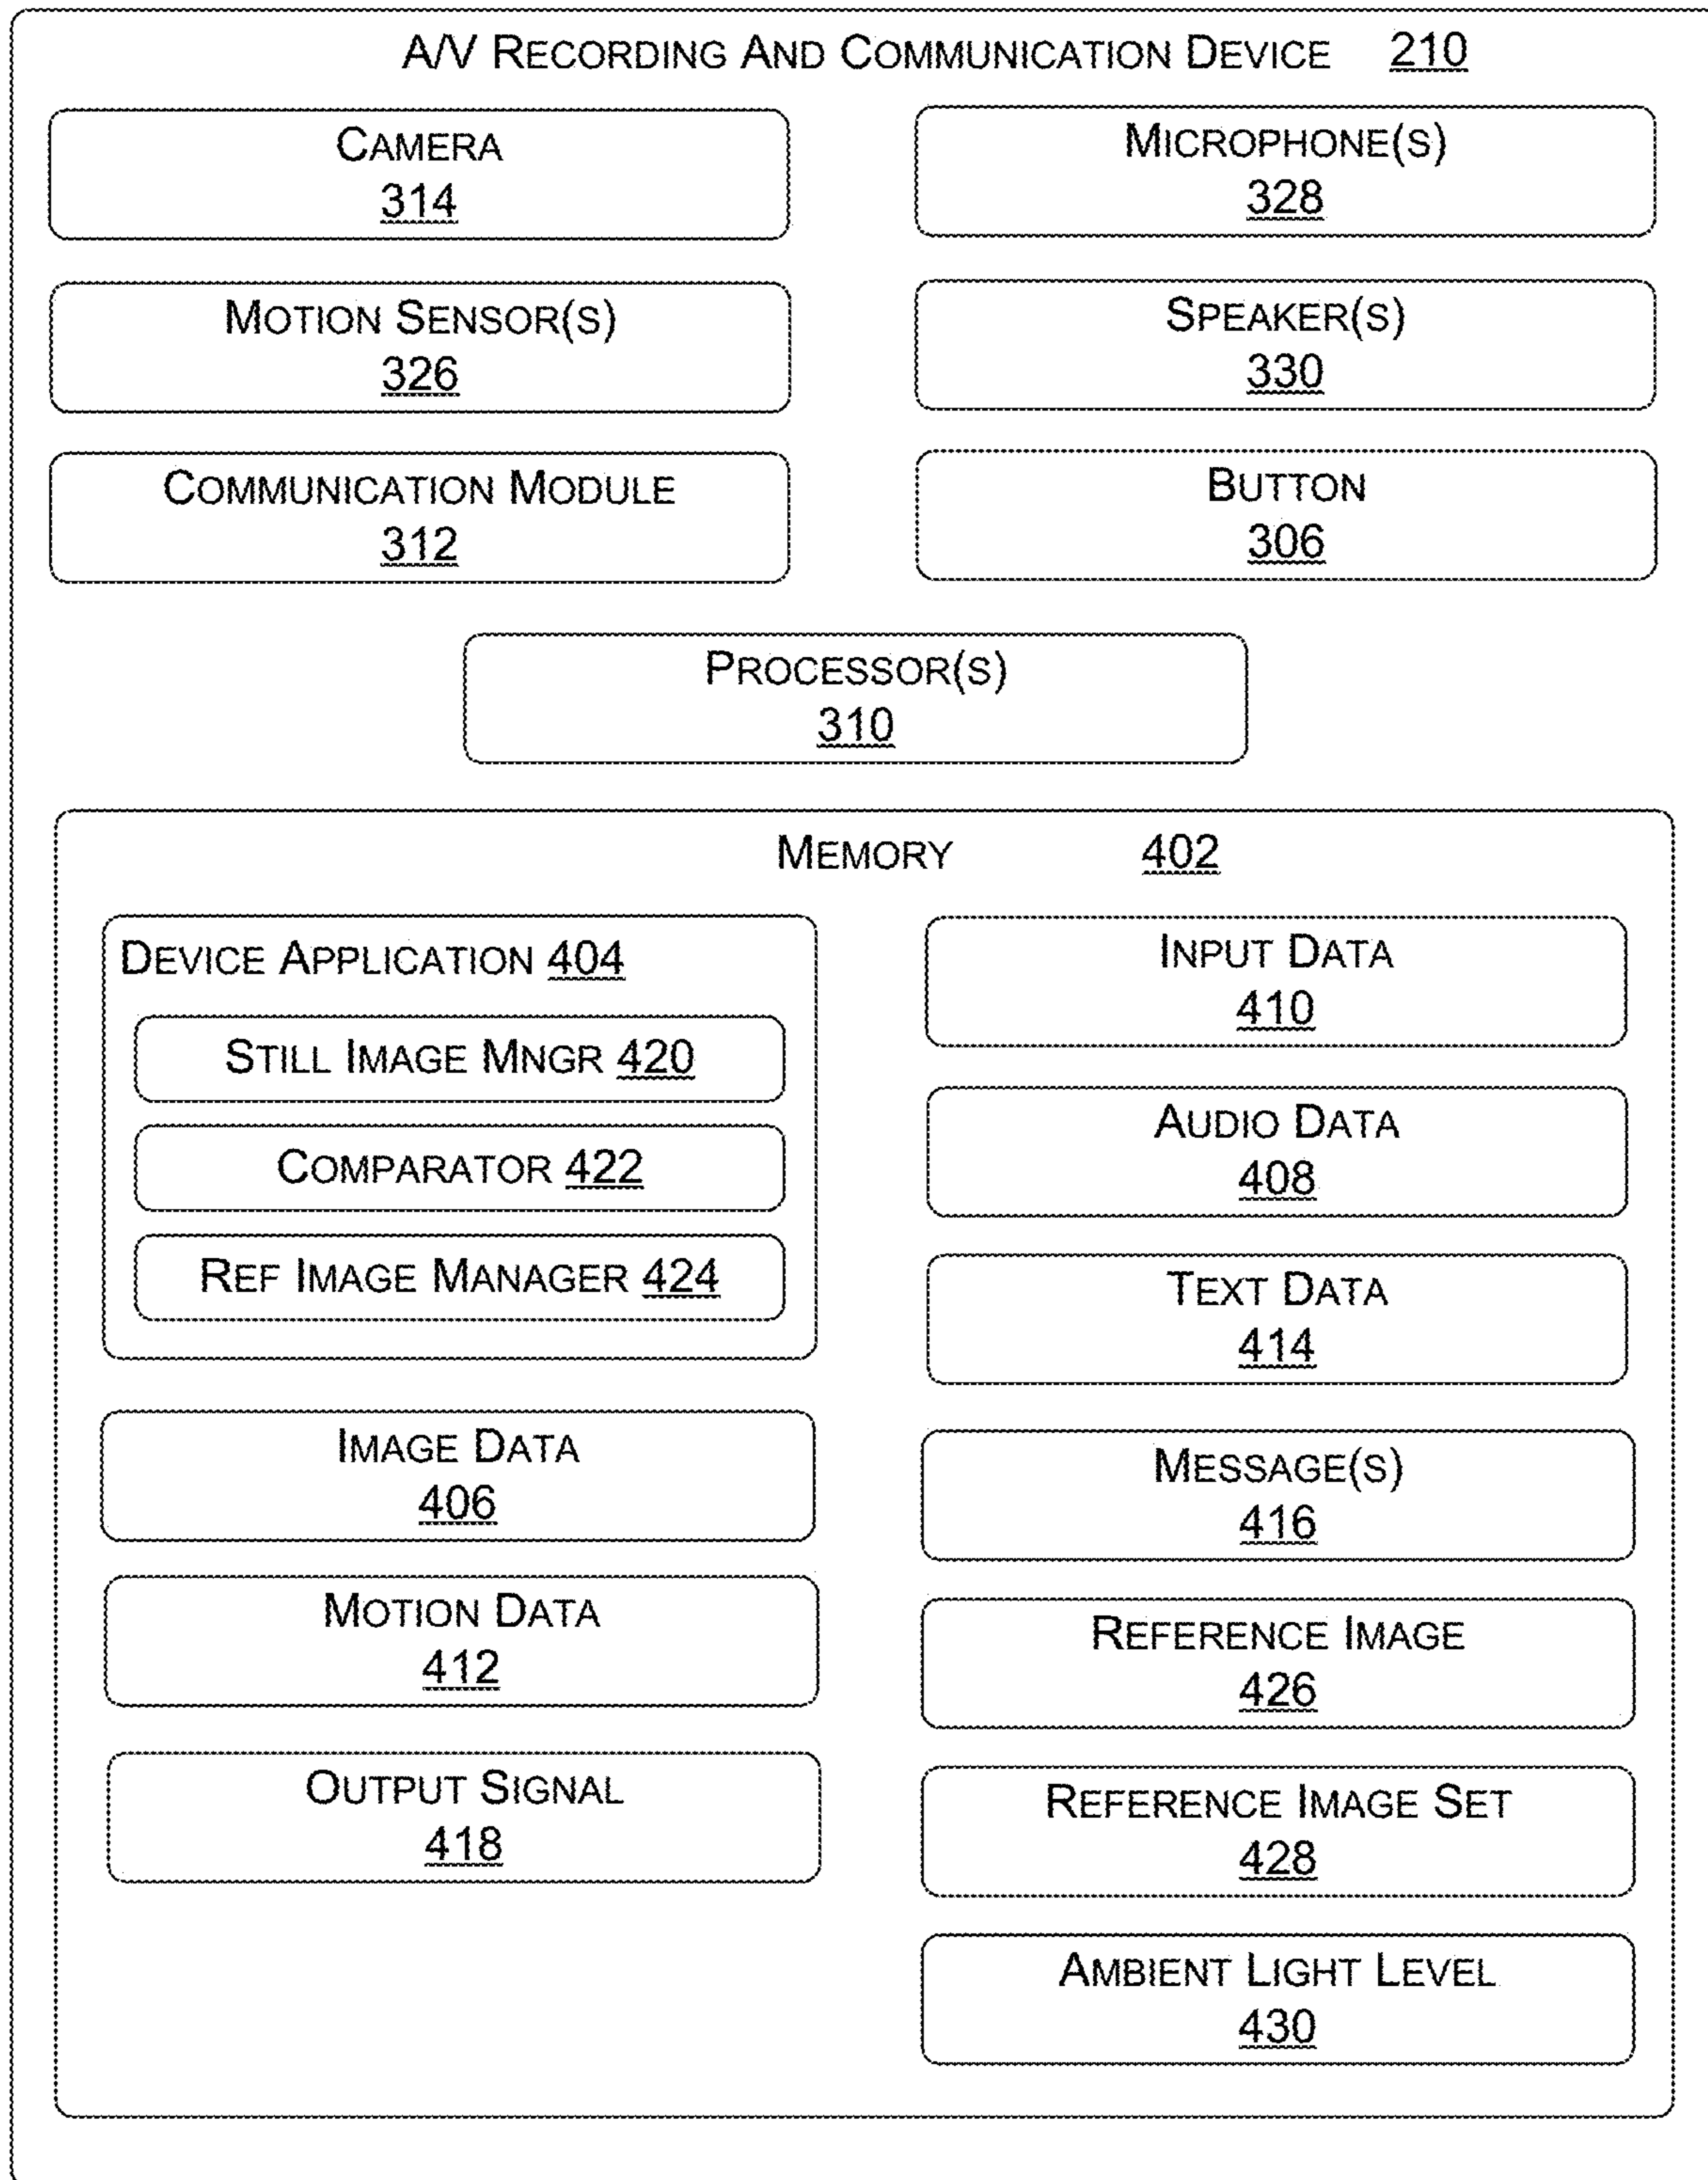 A/V RECORDING AND COMMUNICATION DEVICE 210
CAMERA
314
MICROPHONE(S)
328
MOTION SENSOR(S)
326
SPEAKER(S)
330
COMMUNICATION MODULE
312
BUTTON
306
PROCESSOR(S)
310
MEMORY 402
DEVICE APPLICATION 404
STILL IMAGE MNGR 420
COMPARATOR 422
REF IMAGE MANAGER 424
IMAGE DATA
406
MOTION DATA
412
OUTPUT SIGNAL
418
INPUT DATA
410
AUDIO DATA
408
TEXT DATA
414
MESSAGE(S)
416
REFERENCE IMAGE
426
REFERENCE IMAGE SET
428
AMBIENT LIGHT LEVEL
430